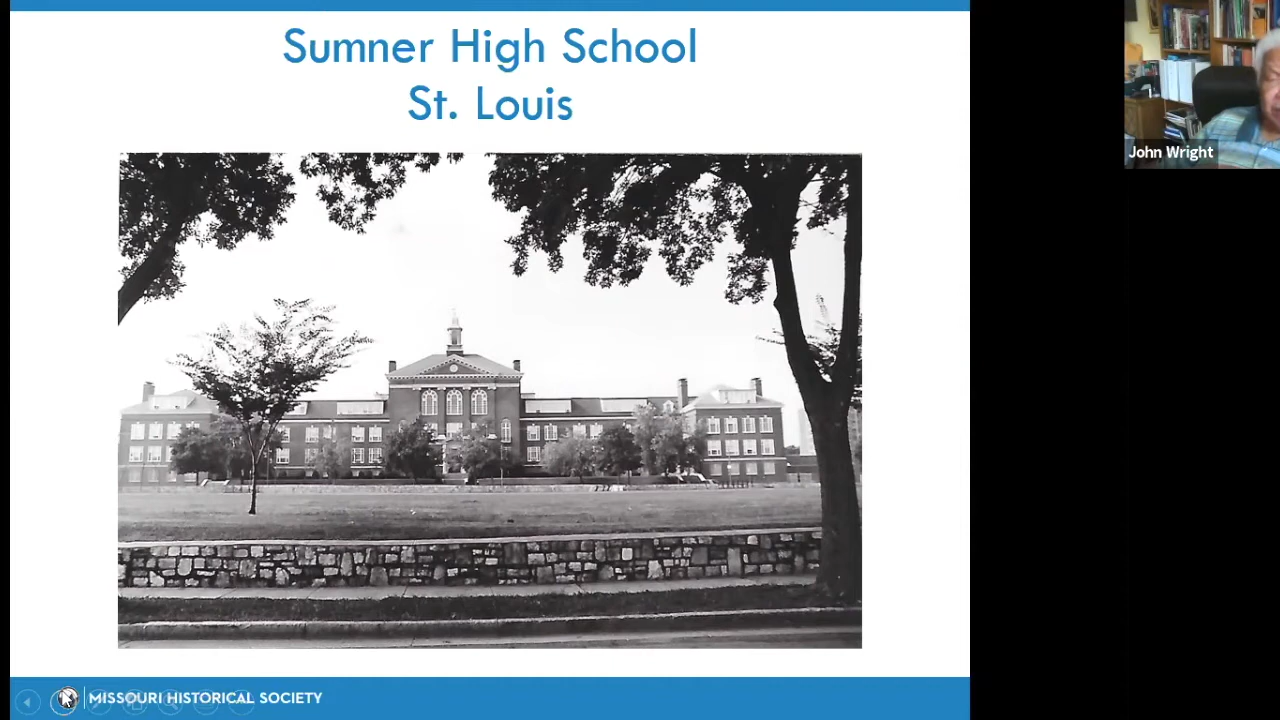 Sumner High School
St. Louis
John Wright
MISSOURI HISTORICAL SOCIETY